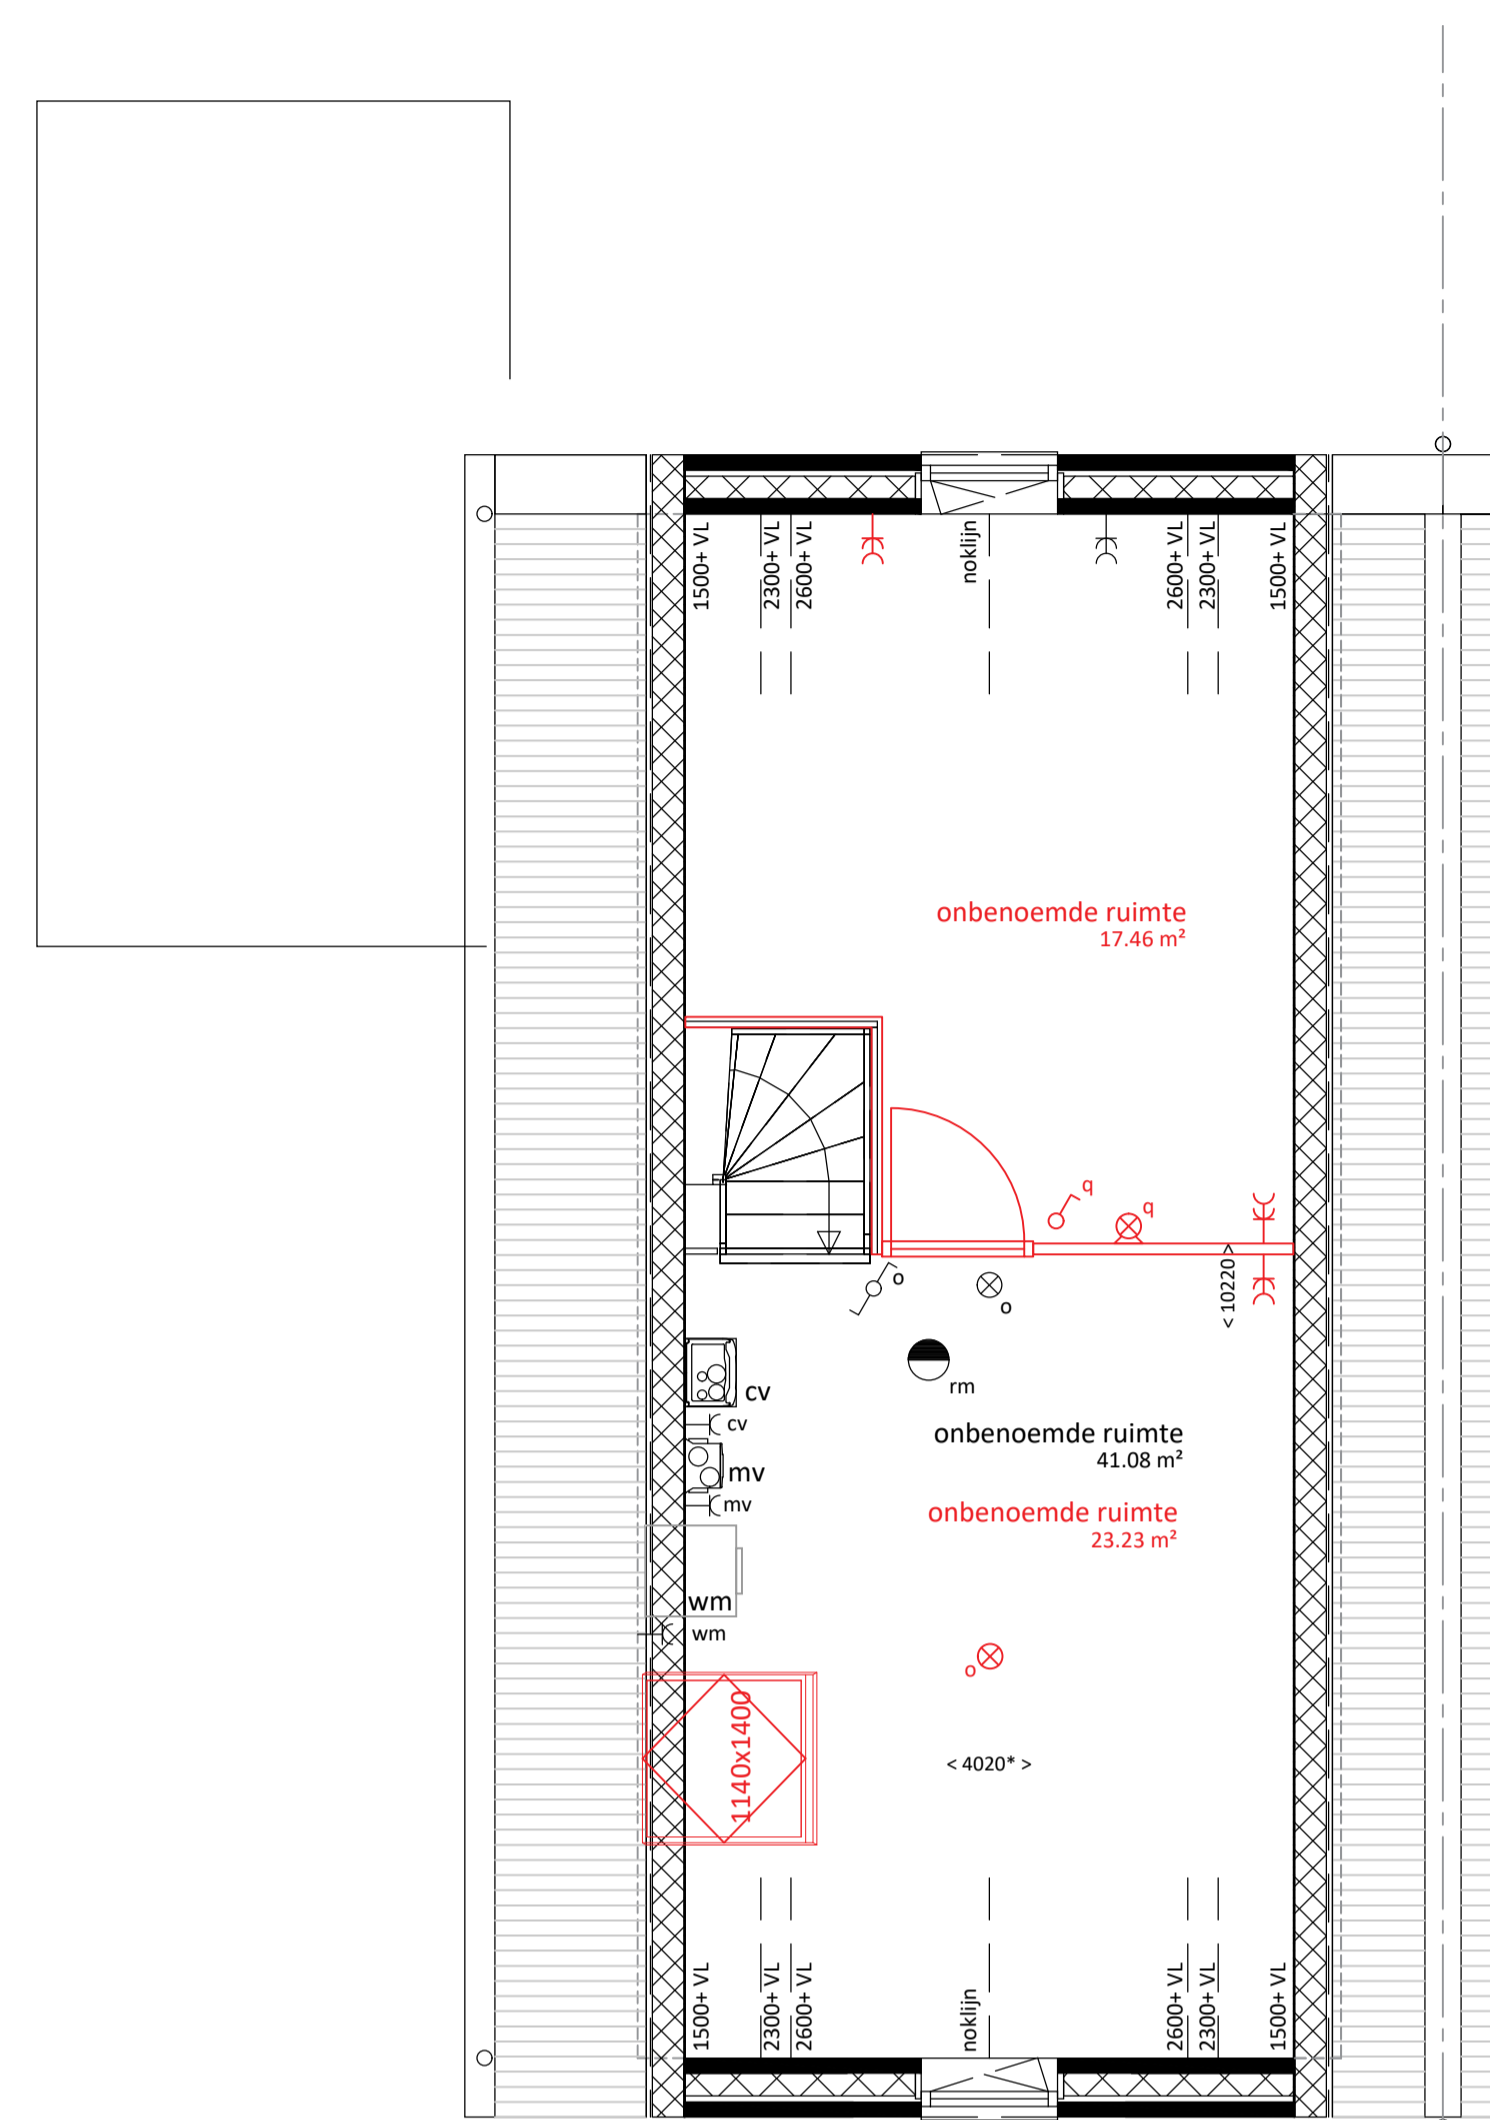 1500+ VL
2300+ VL
2600+ VL
noklijn
2600+ VL
2300+ VL
1500+ VL
onbenoemde ruimte
17.46 m²
q
q
o
o
< 10220 >
rm
cv
cv
onbenoemde ruimte
41.08 m²
mv
mv
onbenoemde ruimte
23.23 m²
wm
wm
o
1140x1400
< 4020* >
1500+ VL
2300+ VL
2600+ VL
noklijn
2600+ VL
2300+ VL
1500+ VL